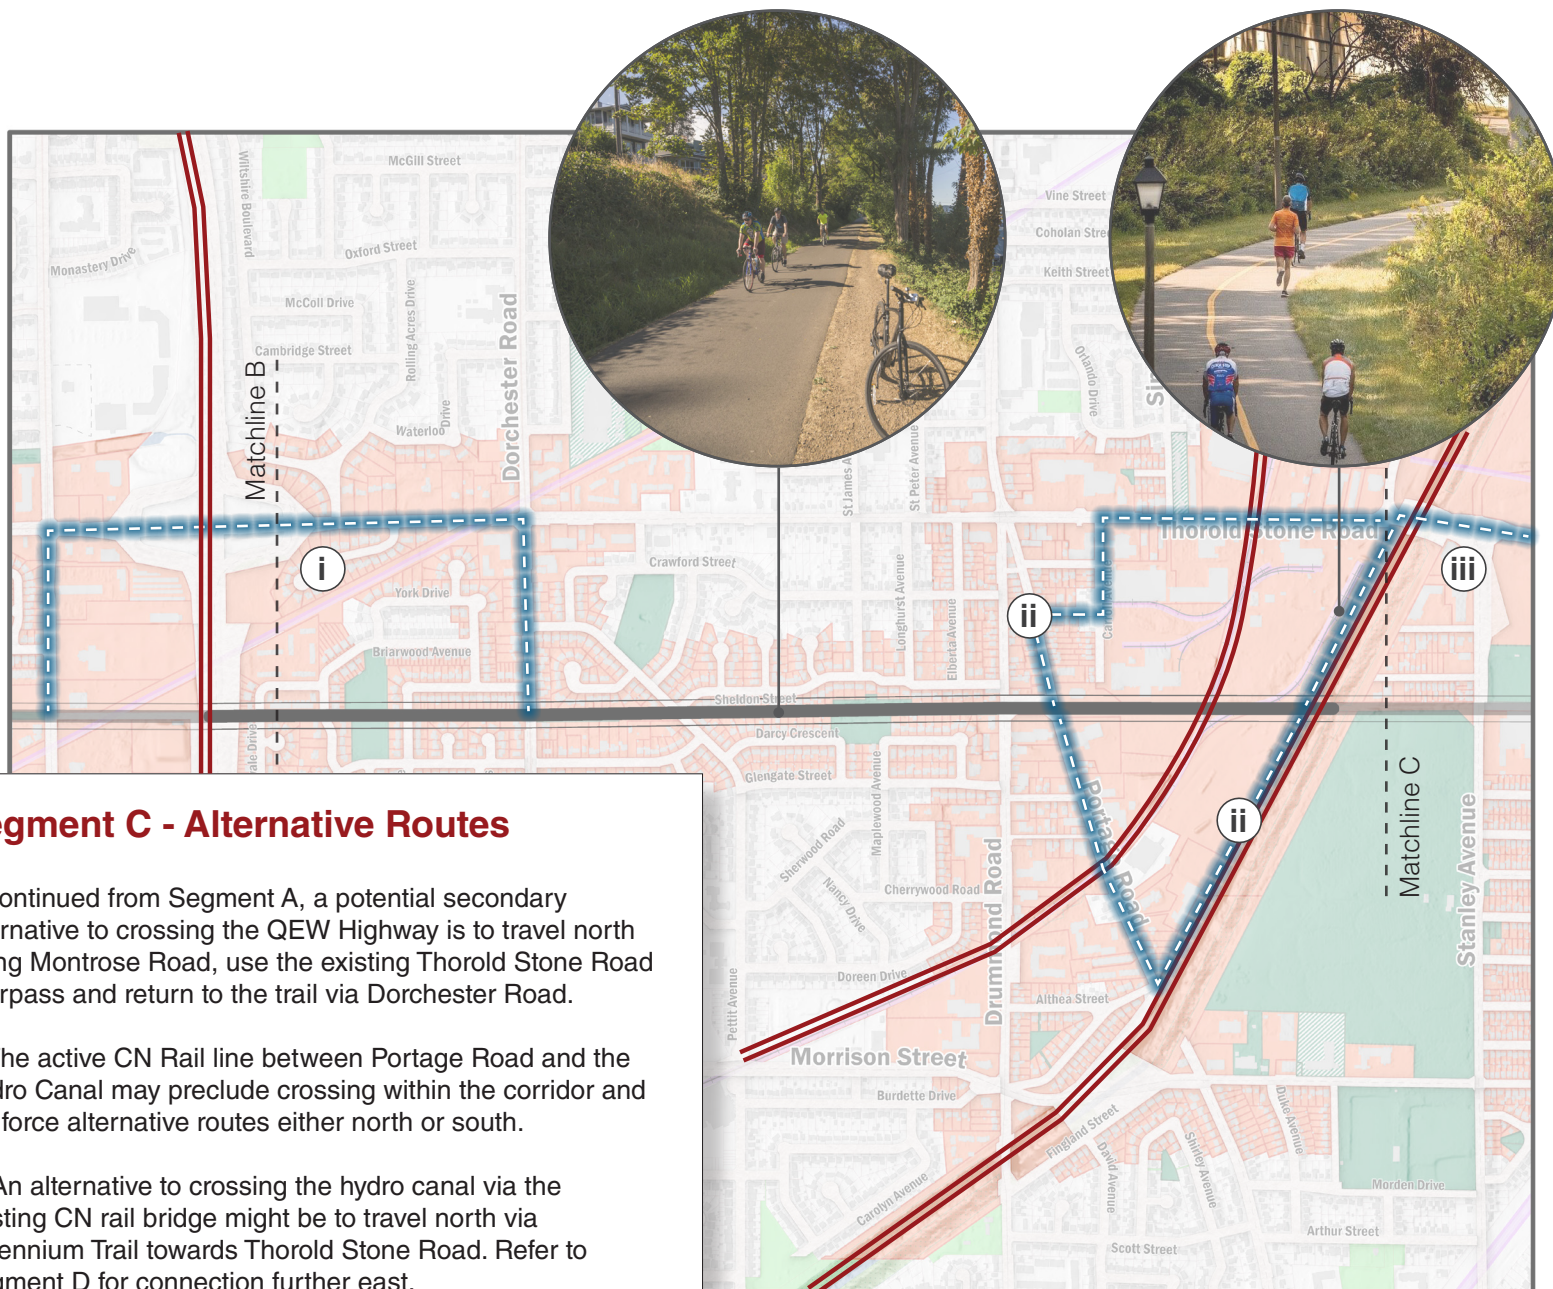 McGill Street
Wiltshire Boulevard
Vine Street
Oxford Street
Monastery Drive
Keith Street
McColl Drive
Rolling Acres Drive
Dorchester Road
Cambridge Street
Orlando Drive
Matchline B
Waterloo Drive
St Peter Avenue
Thorold Stone Road
Crawford Street
i
iii
York Drive
Longhurst Avenue
ii
Elberta Avenue
Briarwood Avenue
Sheldon Street
Darcy Crescent
Glengate Street
Maplewood Avenue
Portage Road
Matchline C
Stanley Avenue
ii
Sherwood Road
Nancy Drive
Cherrywood Road
Drummond Road
Doreen Drive
Pettit Avenue
Althea Street
Morrison Street
Burdette Drive
Fingland Street
Duke Avenue
David Avenue
Shirley Avenue
Carolyn Avenue
Morden Drive
Arthur Street
Scott Street
egment C - Alternative Routes
ontinued from Segment A, a potential secondary
rnative to crossing the QEW Highway is to travel north
ng Montrose Road, use the existing Thorold Stone Road
rpass and return to the trail via Dorchester Road.
he active CN Rail line between Portage Road and the
dro Canal may preclude crossing within the corridor and
force alternative routes either north or south.
An alternative to crossing the hydro canal via the
sting CN rail bridge might be to travel north via
ennium Trail towards Thorold Stone Road. Refer to
gment D for connection further east.